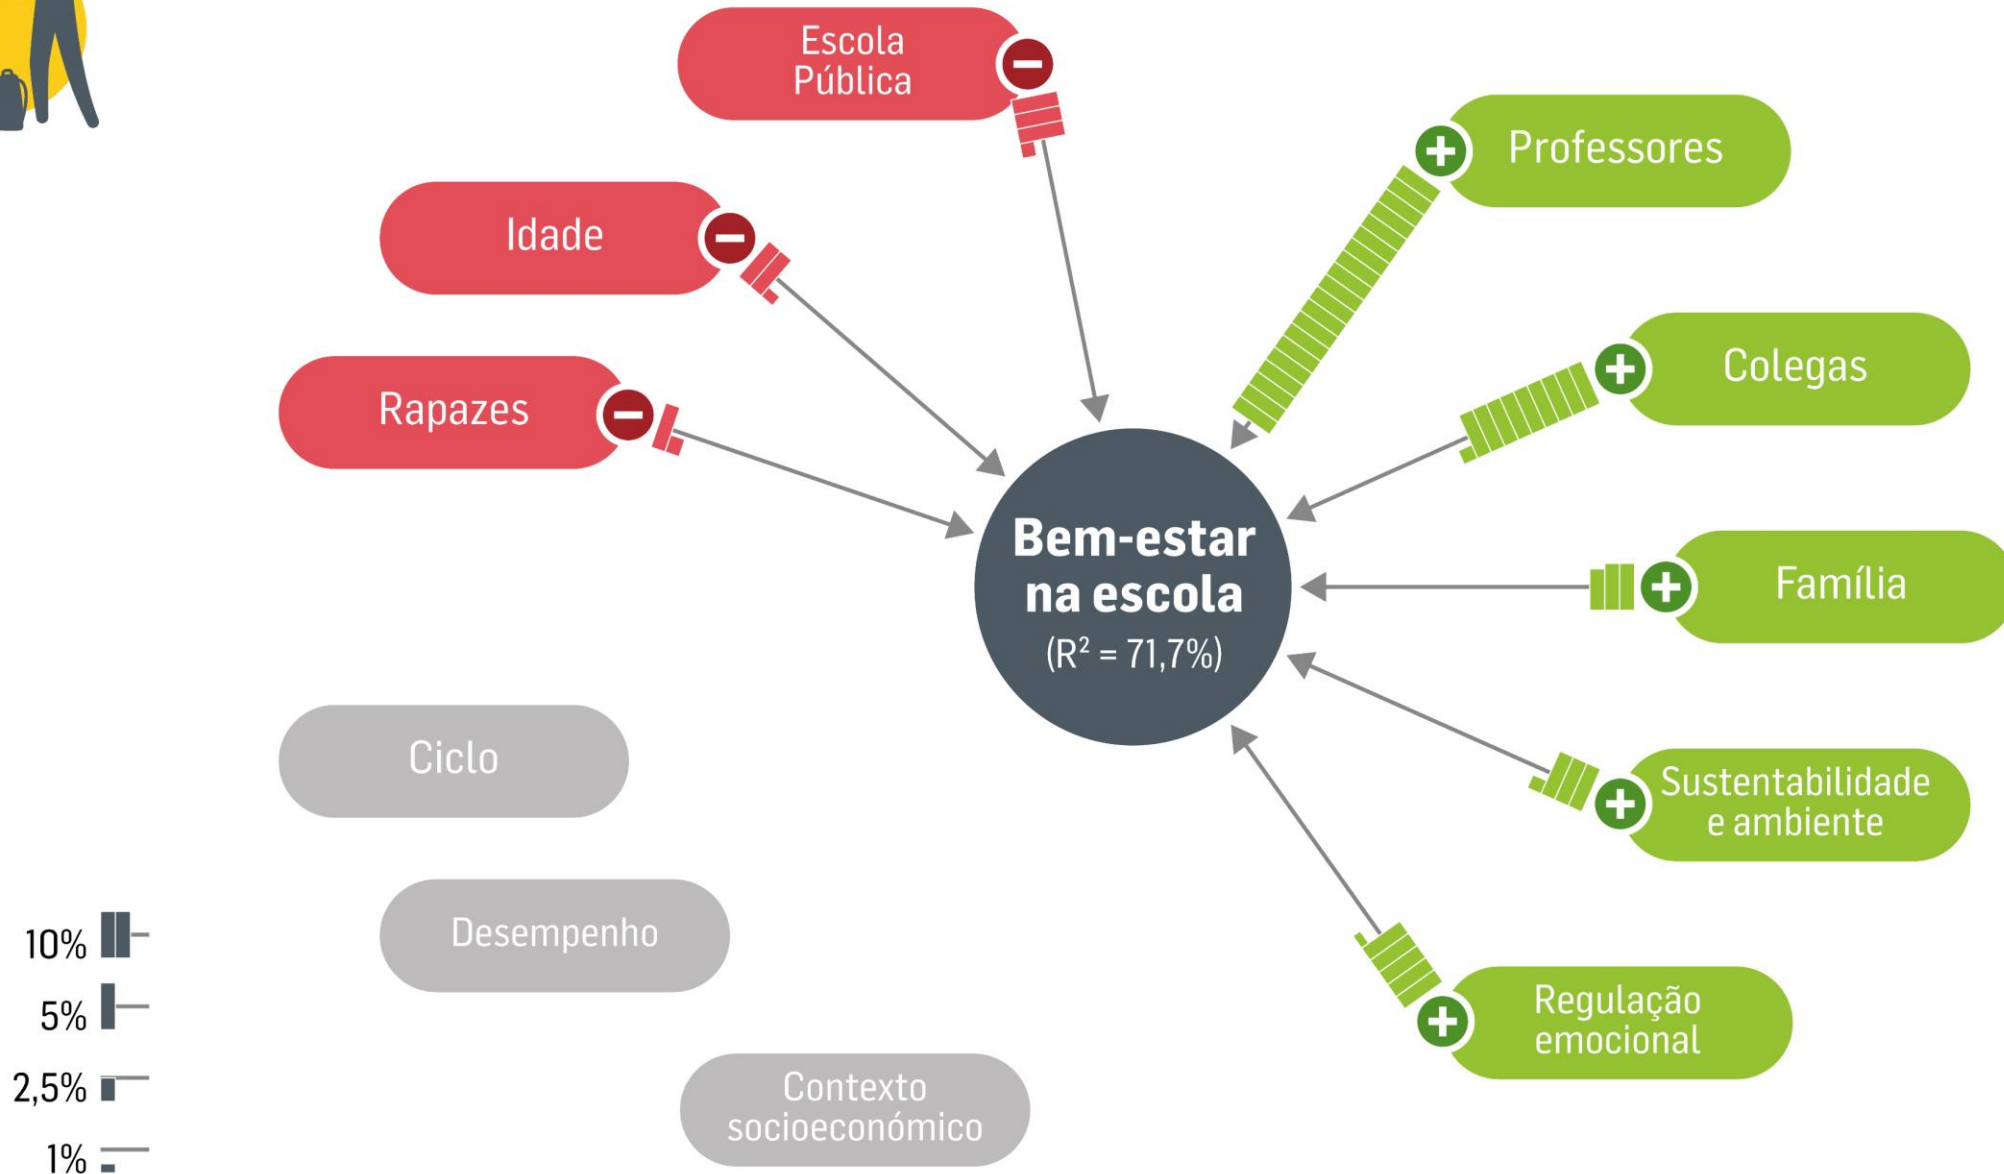 Escola
Pública
Professores
Idade
Colegas
Rapazes
Bem-estar
na escola
(R² = 71,7%)
Família
Ciclo
Sustentabilidade
e ambiente
Desempenho
10%
5%
Regulação
emocional
2,5%
Contexto
socioeconómico
1%